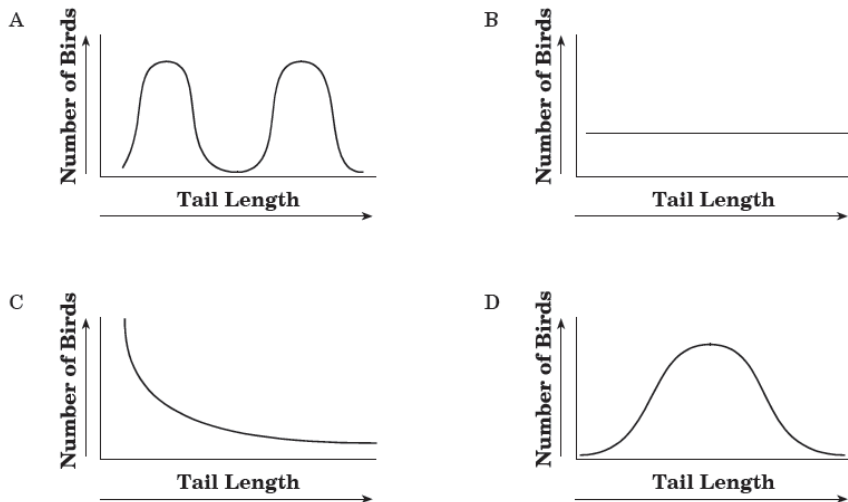 A
Number of Birds
Tail Length
B
Number of Birds
Tail Length
C
Number of Birds
Tail Length
D
Number of Birds
Tail Length